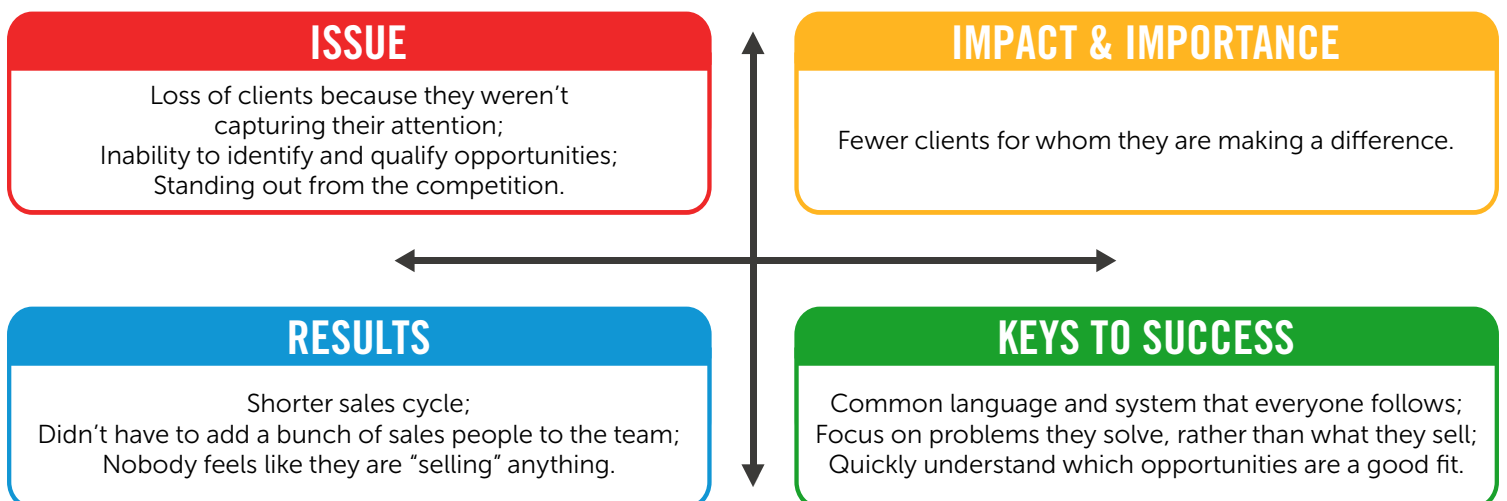 ISSUE
Loss of clients because they weren't
capturing their attention;
Inability to identify and qualify opportunities;
Standing out from the competition.
IMPACT & IMPORTANCE
Fewer clients for whom they are making a difference.
RESULTS
Shorter sales cycle;
Didn't have to add a bunch of sales people to the team;
Nobody feels like they are “selling” anything.
KEYS TO SUCCESS
Common language and system that everyone follows;
Focus on problems they solve, rather than what they sell;
Quickly understand which opportunities are a good fit.